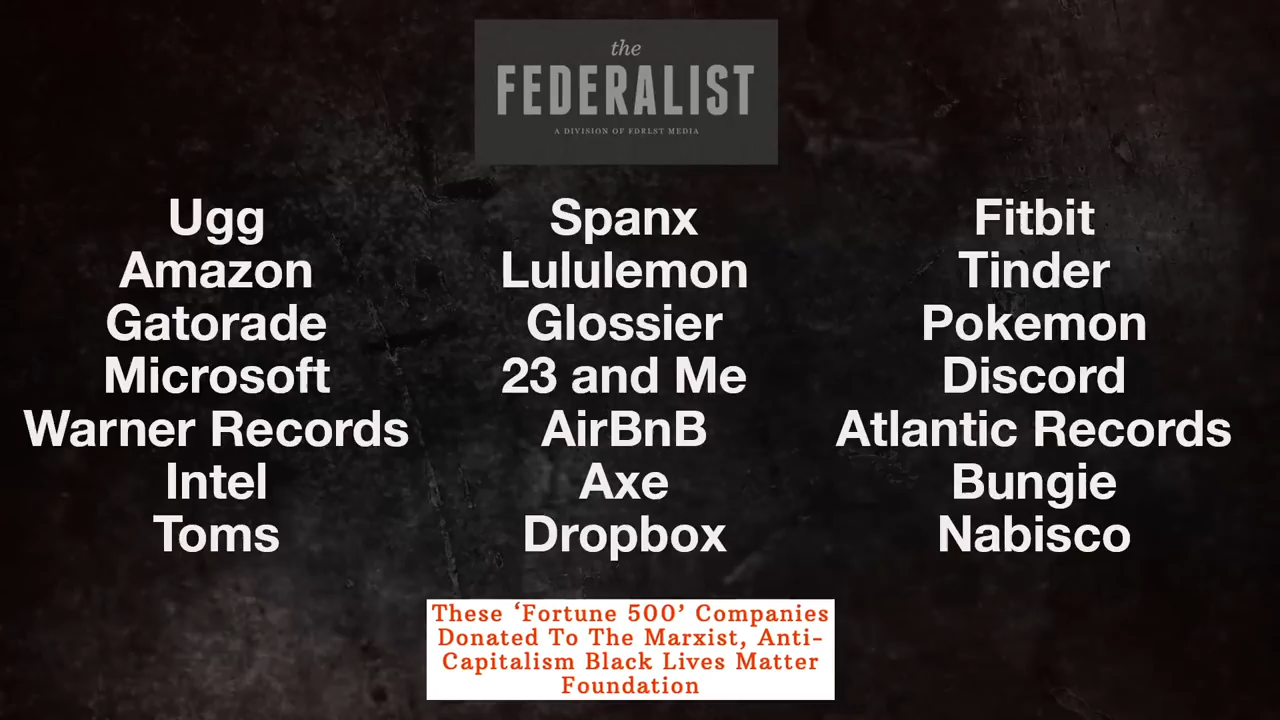 the
FEDERALIST
A DIVISION OF FDRLST MEDIA
Ugg
Amazon
Gatorade
Microsoft
Warner Records
Intel
Toms
Spanx
Lululemon
Glossier
23 and Me
AirBnB
Axe
Dropbox
Fitbit
Tinder
Pokemon
Discord
Atlantic Records
Bungie
Nabisco
These ‘Fortune 500’ Companies
Donated To The Marxist, Anti-
Capitalism Black Lives Matter
Foundation